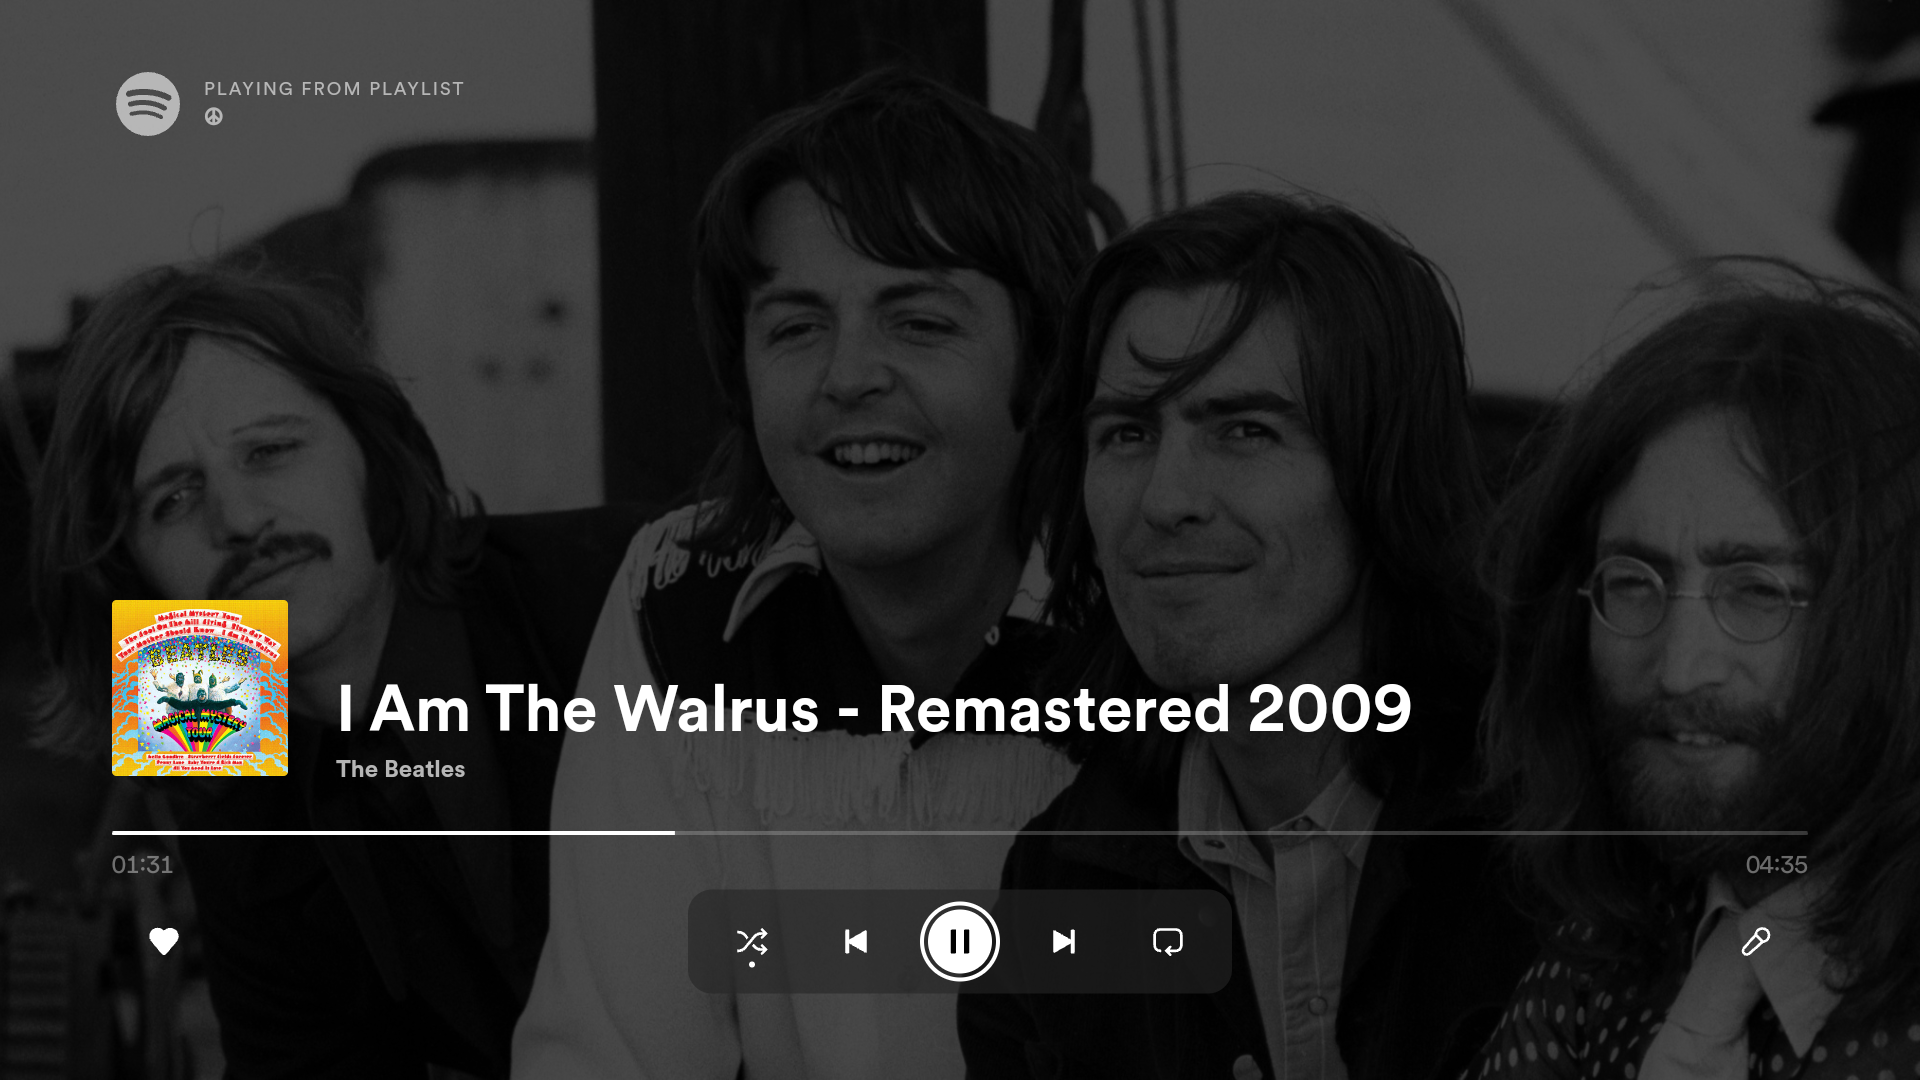 PLAYING FROM PLAYLIST
☮
Magical Mystery Tour
The Fool On The Hill Flying Blue Jay Way
Your Mother Should Know I Am The Walrus
BEATLES
MAGICAL MYSTERY
TOUR
Hello Goodbye Strawberry Fields Forever
Penny Lane Baby You're A Rich Man
All You Need Is Love
I Am The Walrus - Remastered 2009
The Beatles
01:31
04:35